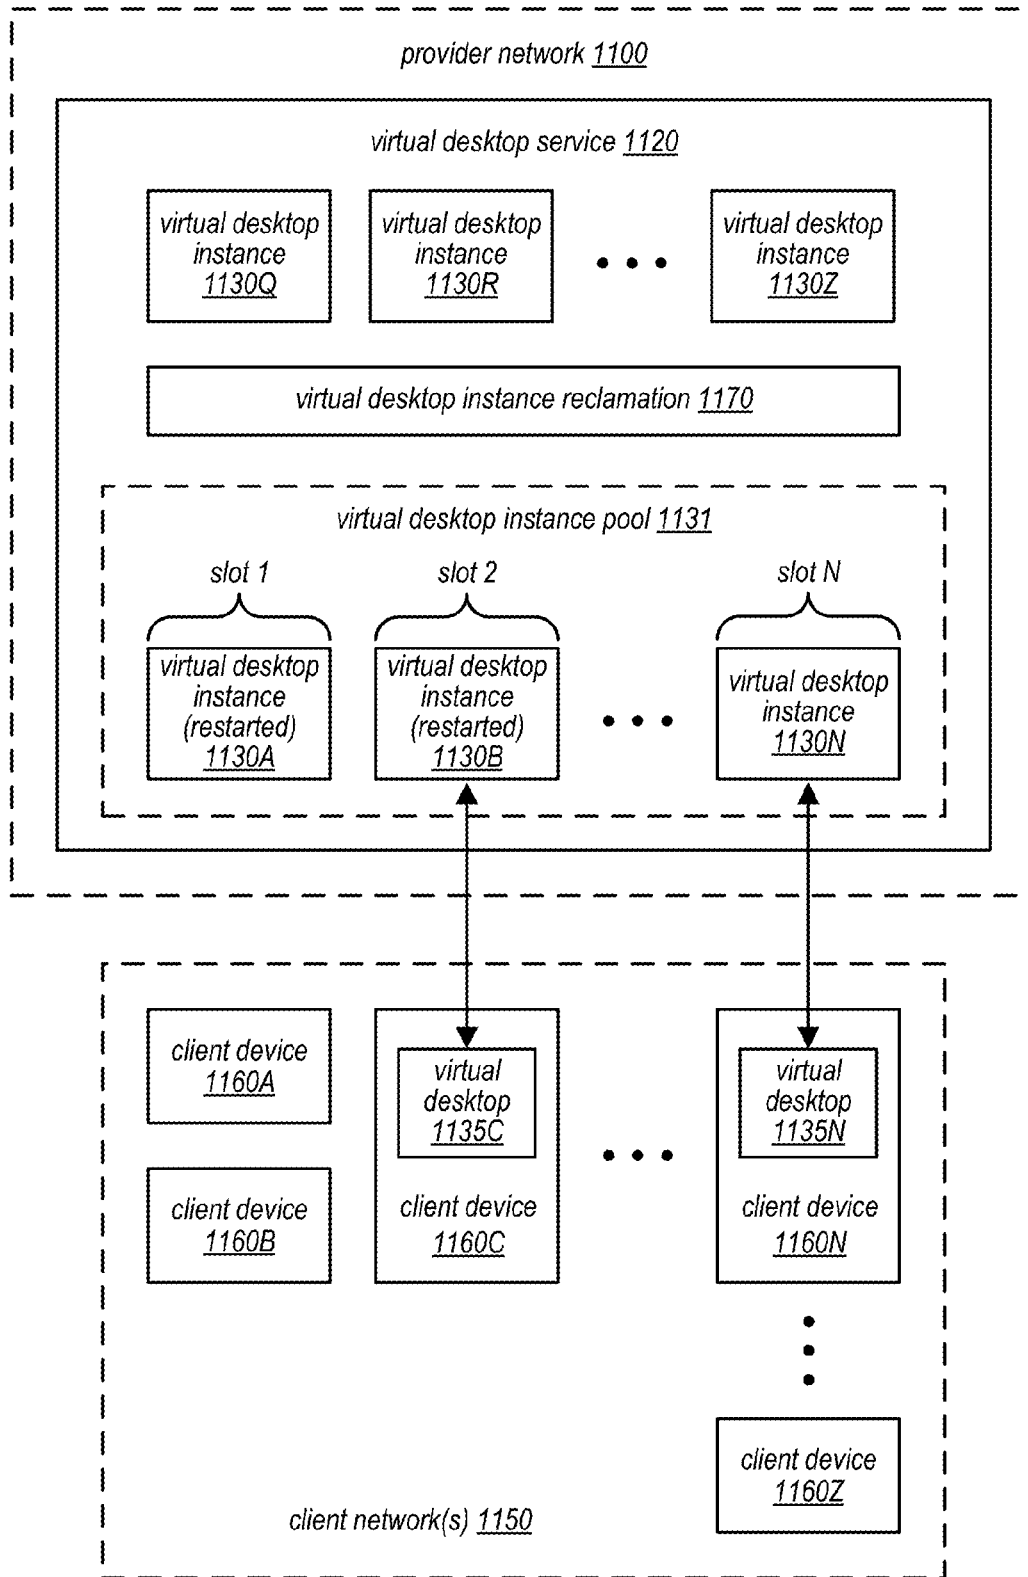 provider network 1100
virtual desktop service 1120
virtual desktop
instance
1130Q
virtual desktop
instance
1130R
virtual desktop
instance
1130Z
virtual desktop instance reclamation 1170
virtual desktop instance pool 1131
slot 1
slot 2
slot N
virtual desktop
instance
(restarted)
1130A
virtual desktop
instance
(restarted)
1130B
virtual desktop
instance
1130N
client device
1160A
client device
1160B
virtual
desktop
1135C
client device
1160C
virtual
desktop
1135N
client device
1160N
client device
1160Z
client network(s) 1150